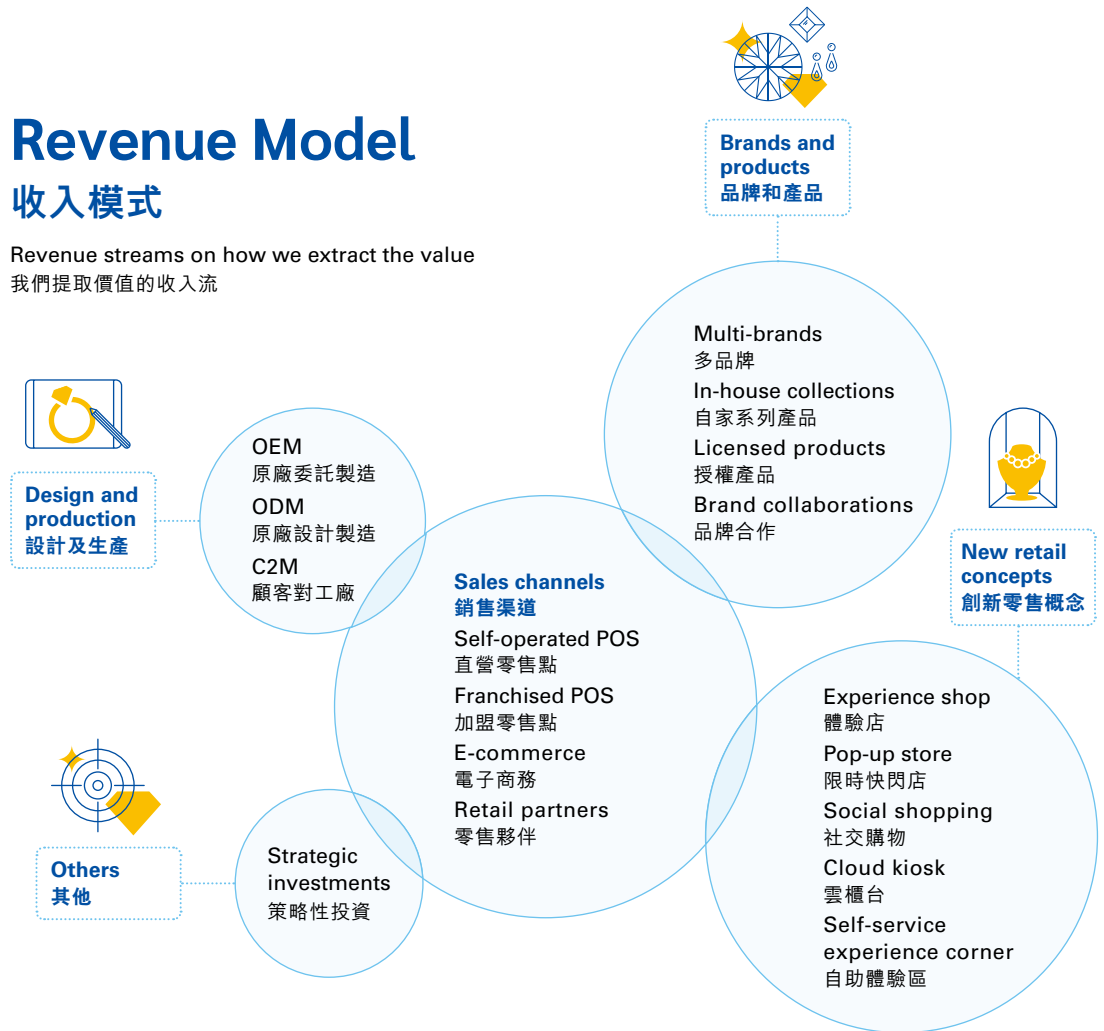 Revenue Model
收入模式
Revenue streams on how we extract the value
我們提取價值的收入流
Brands and
products
品牌和產品
Multi-brands
多品牌
In-house collections
自家系列產品
Licensed products
授權產品
Brand collaborations
品牌合作
Design and
production
設計及生產
OEM
原廠委託製造
ODM
原廠設計製造
C2M
顧客對工廠
Sales channels
銷售渠道
Self-operated POS
直營零售點
Franchised POS
加盟零售點
E-commerce
電子商務
Retail partners
零售夥伴
New retail
concepts
創新零售概念
Experience shop
體驗店
Pop-up store
限時快閃店
Social shopping
社交購物
Cloud kiosk
雲櫃台
Self-service
experience corner
自助體驗區
Others
其他
Strategic
investments
策略性投資